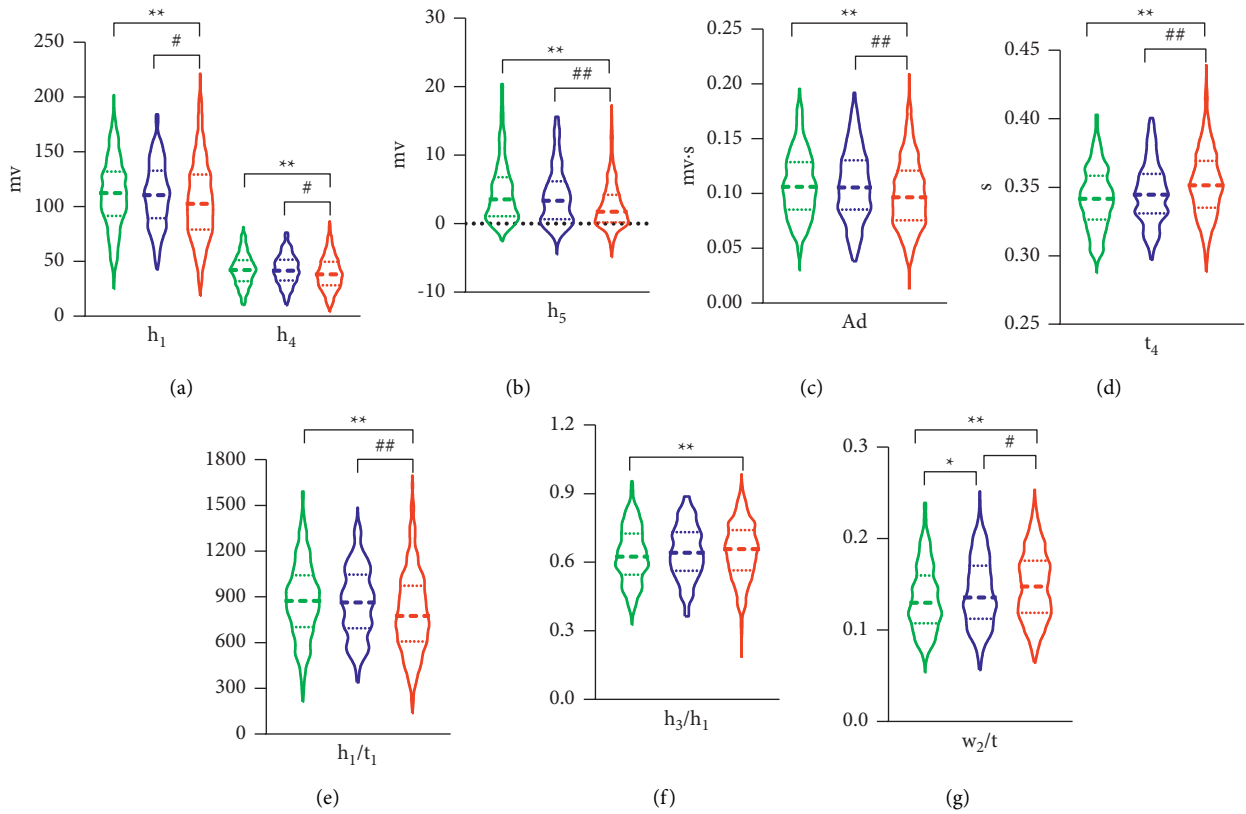 **
#
**
#
250
200
150
100
50
0
mv
h1
h4
(a)
**
##
30
20
10
0
-10
mv
h5
(b)
**
##
0.25
0.20
0.15
0.10
0.05
0.00
mv·s
Ad
(c)
**
##
0.45
0.40
0.35
0.30
0.25
s
t4
(d)
**
##
1800
1500
1200
900
600
300
0
h1/t1
(e)
**
1.2
0.9
0.6
0.3
0.0
h3/h1
(f)
**
*
#
0.3
0.2
0.1
0.0
w2/t
(g)